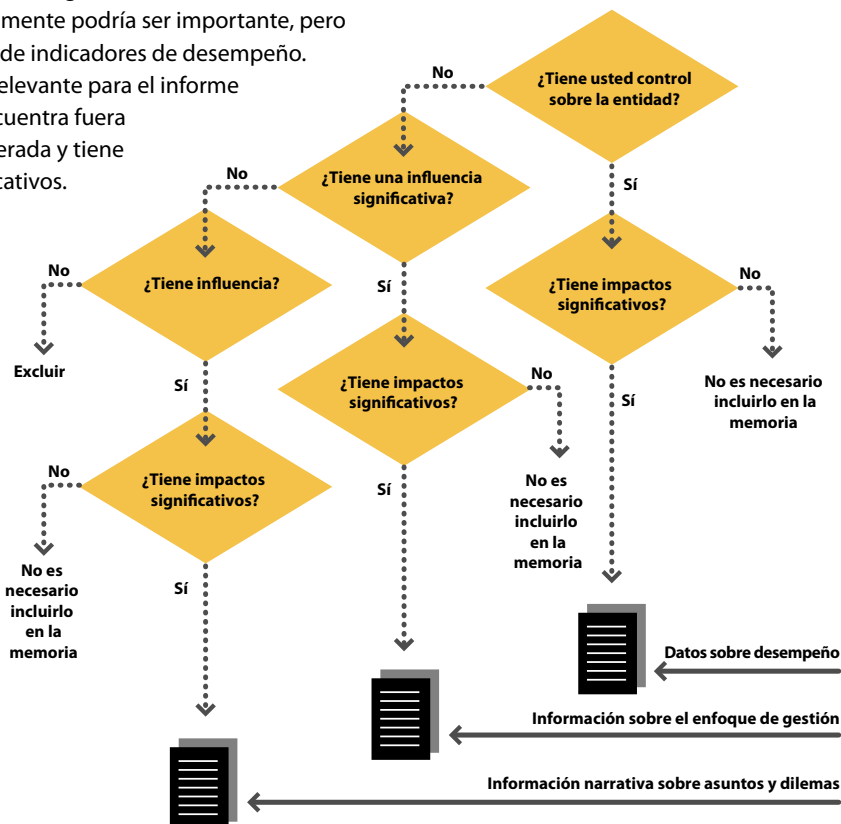 mente podría ser importante, pero
de indicadores de desempeño.
elevante para el informe
cuentra fuera
erada y tiene
cativos.
No
¿Tiene usted control
sobre la entidad?
No
¿Tiene una influencia
significativa?
Sí
No
¿Tiene influencia?
Sí
¿Tiene impactos
significativos?
No
Excluir
¿Tiene impactos
significativos?
No
No es necesario
incluirlo en la
memoria
Sí
Sí
No
¿Tiene impactos
significativos?
No es
necesario
incluirlo
en la
memoria
Sí
No es
necesario
incluirlo
en la
memoria
Sí
Datos sobre desempeño
Información sobre el enfoque de gestión
Información narrativa sobre asuntos y dilemas